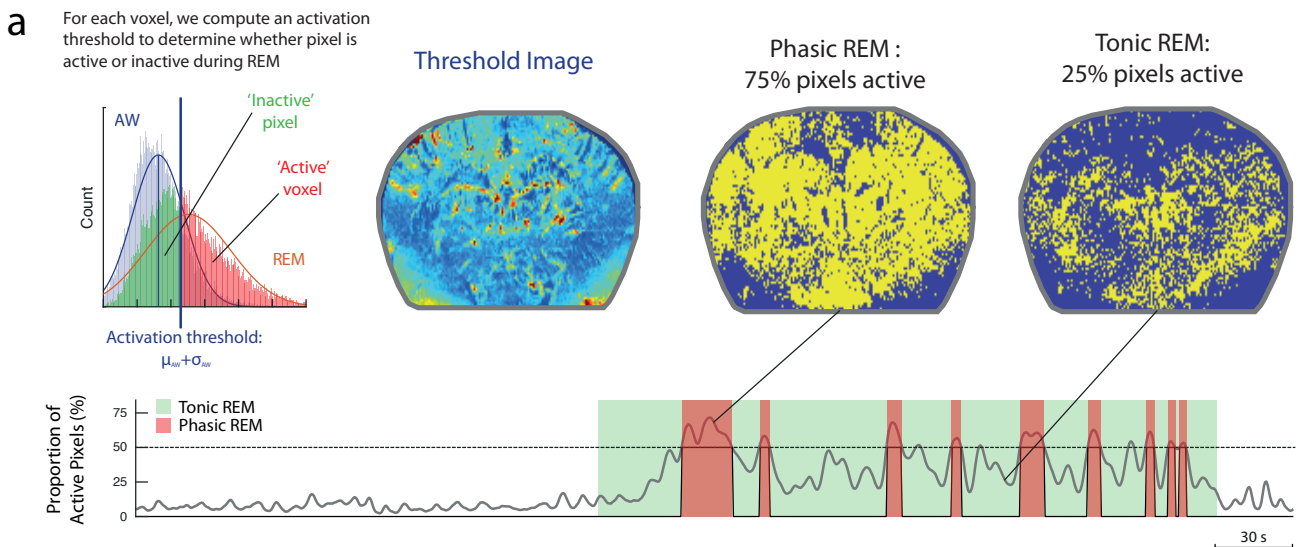 a
For each voxel, we compute an activation
threshold to determine whether pixel is
active or inactive during REM
AW
'Inactive'
pixel
'Active'
voxel
REM
Count
Activation threshold:
μAW+σAW
Threshold Image
Phasic REM :
75% pixels active
Tonic REM:
25% pixels active
Proportion of
Active Pixels (%)
75
50
25
0
Tonic REM
Phasic REM
30 s